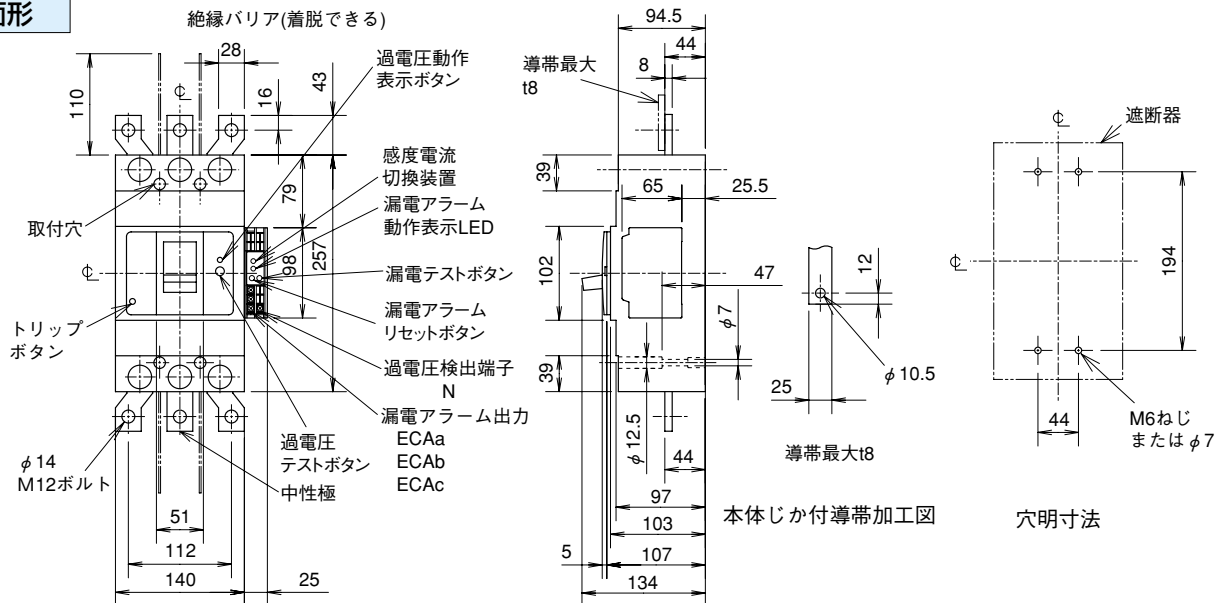 面形
絶縁バリア(着脱できる)
28
過電圧動作
表示ボタン
110
℄
16
43
感度電流
切換装置
漏電アラーム
動作表示LED
79
取付穴
98
257
℄
漏電テストボタン
漏電アラーム
リセットボタン
トリップ
ボタン
過電圧検出端子
N
漏電アラーム出力
ECAa
ECAb
ECAc
過電圧
テストボタン
中性極
φ14
M12ボルト
51
112
140
25
94.5
44
8
導帯最大
t8
39
65
25.5
102
47
φ7
39
φ12.5
44
97
103
5
107
134
12
25
φ10.5
導帯最大t8
本体じか付導帯加工図
℄
遮断器
℄
194
44
M6ねじ
またはφ7
穴明寸法